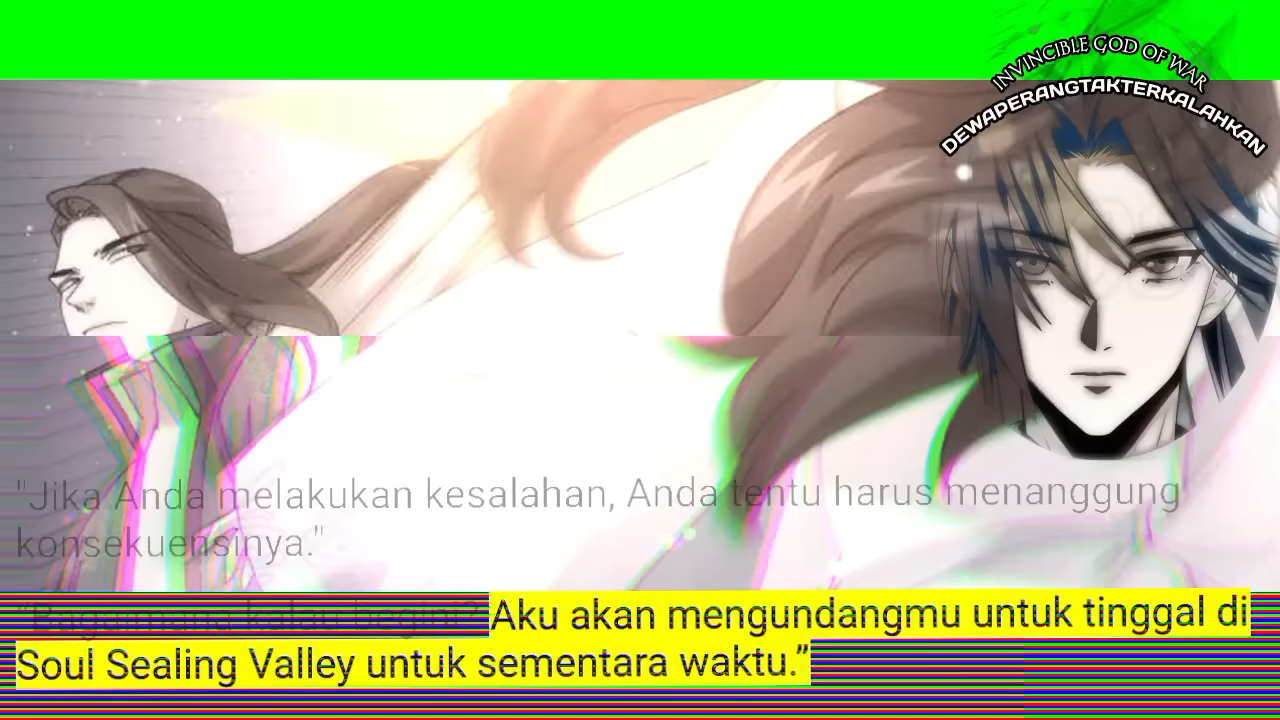 INVINCIBLE GOD OF WAR
DEWAPERANGTAKTERKALAHKAN
"Jika Anda melakukan kesalahan, Anda tentu harus menanggung
konsekuensinya."
“Bagaimana kalau begini? Aku akan mengundangmu untuk tinggal di
Soul Sealing Valley untuk sementara waktu.”